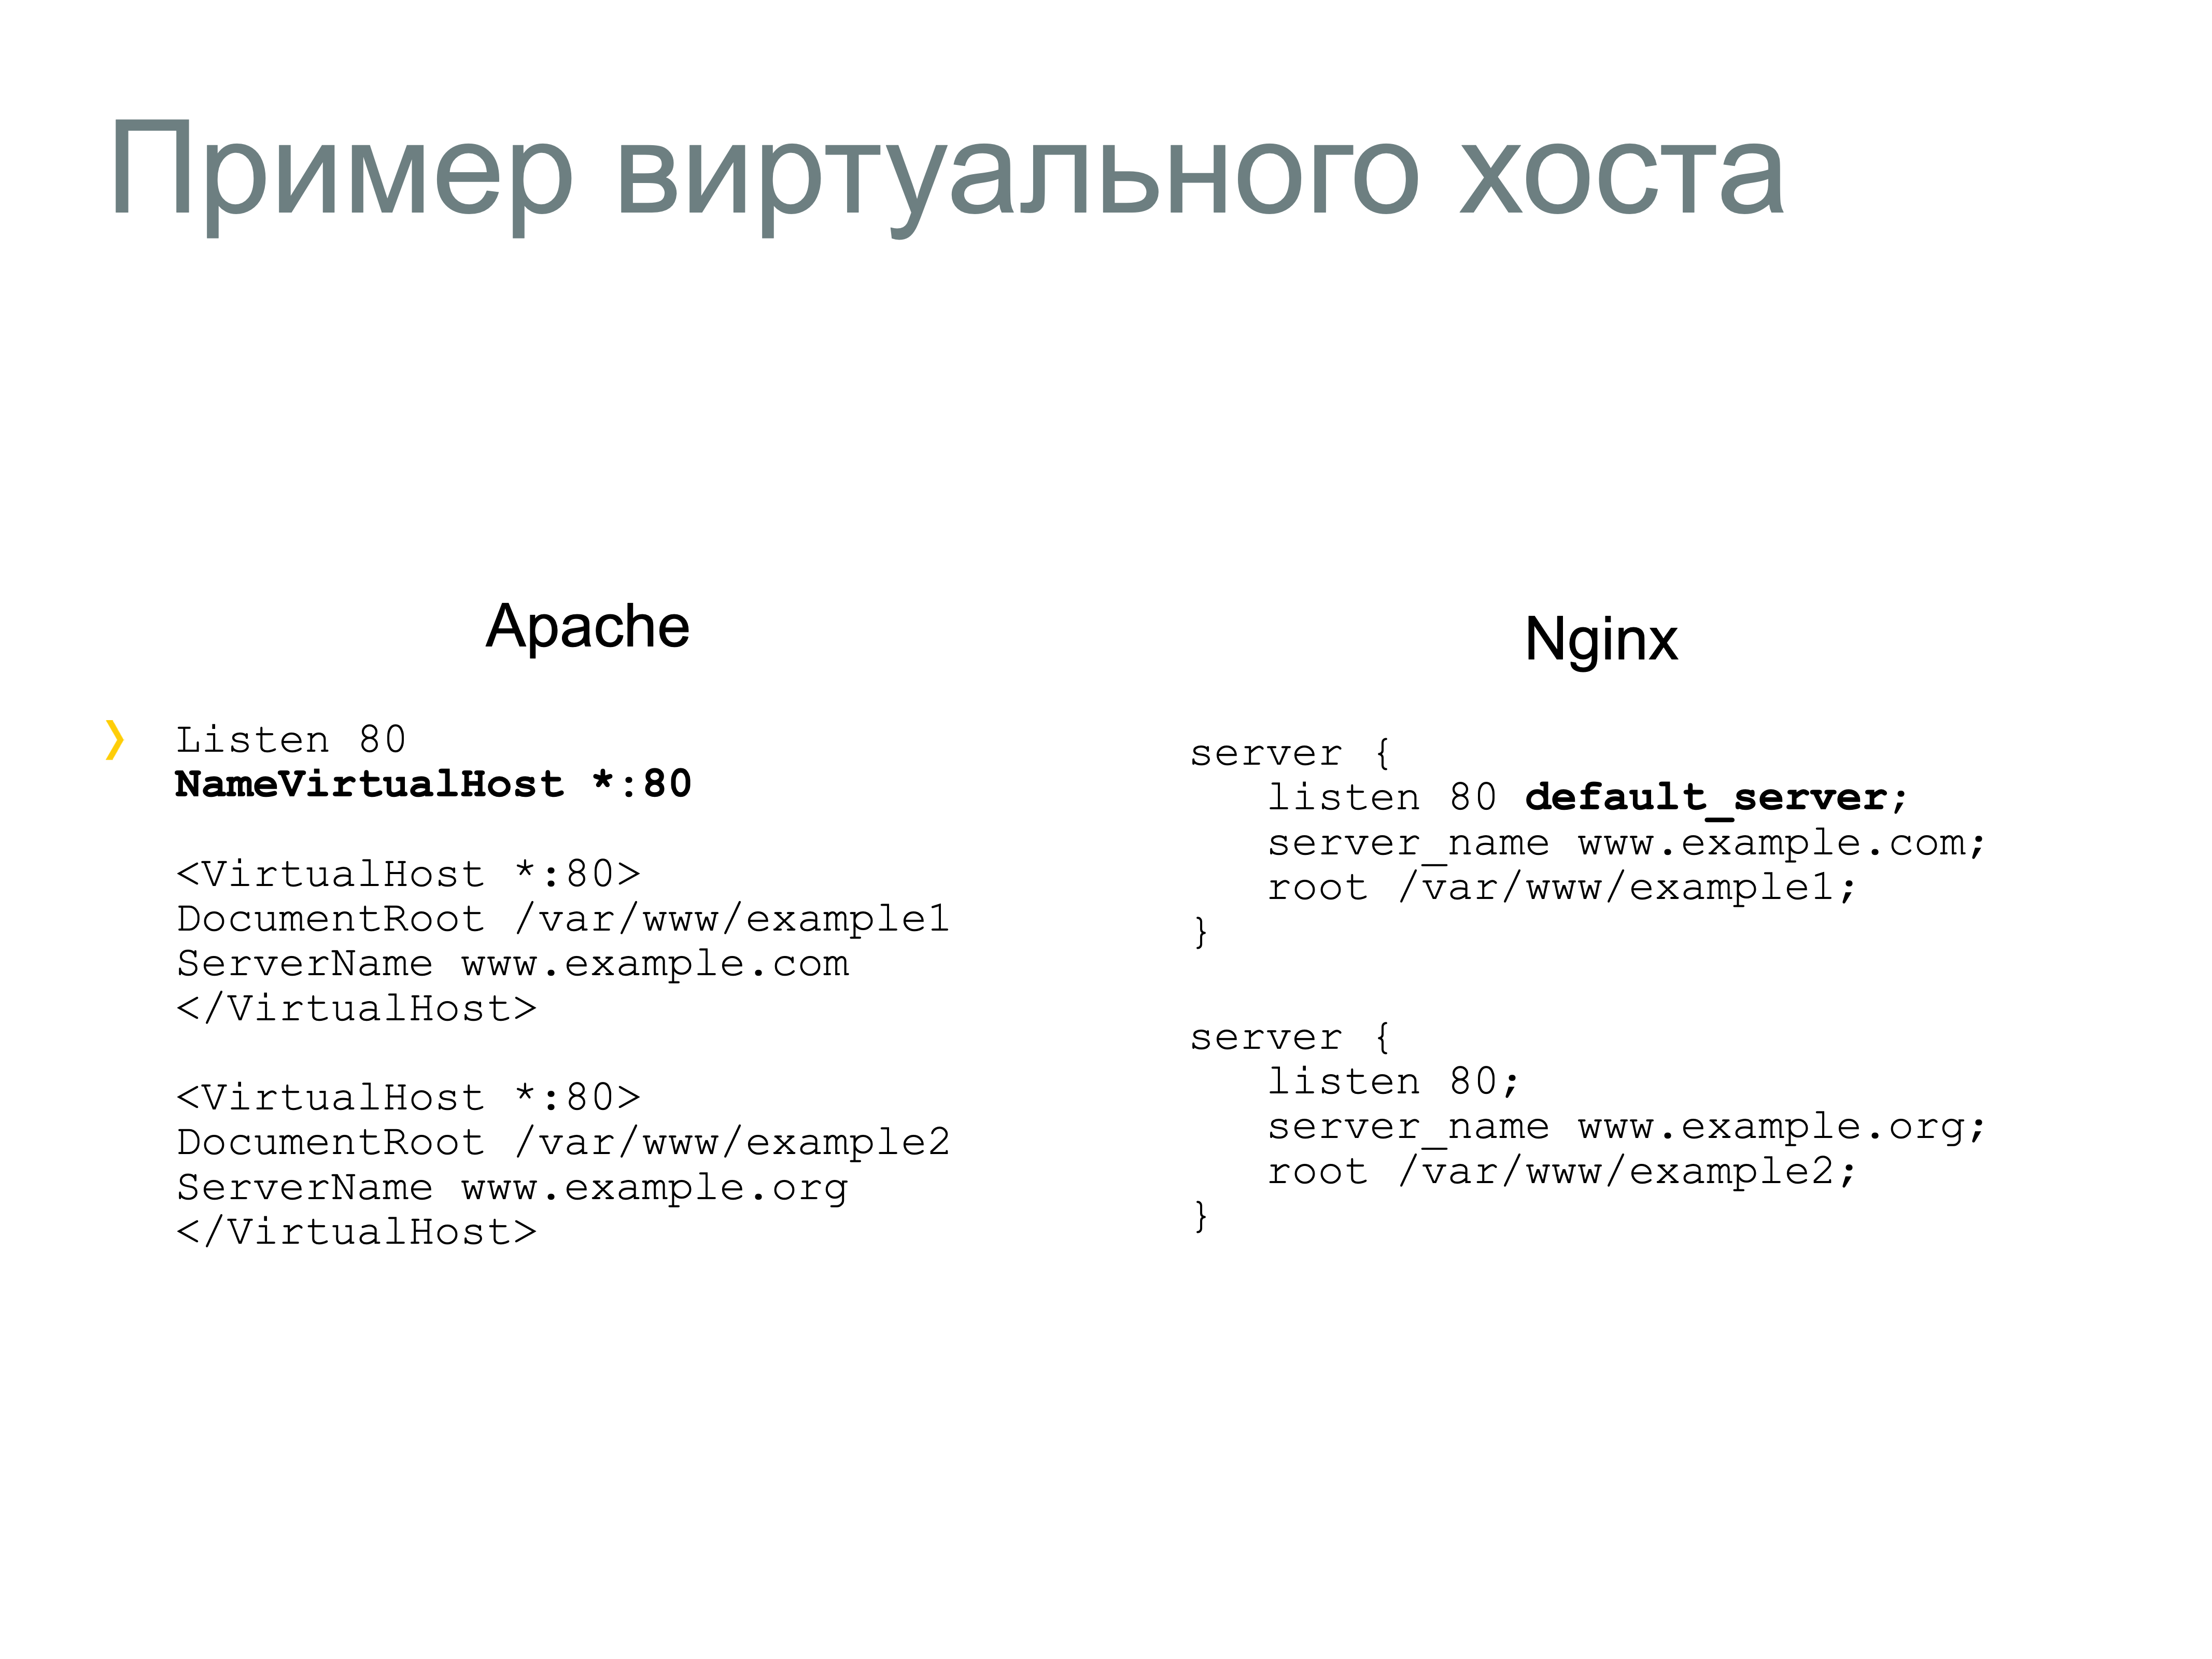 Пример виртуального хоста
Apache
❯ Listen 80
NameVirtualHost *:80
<VirtualHost *:80>
DocumentRoot /var/www/example1
ServerName www.example.com
</VirtualHost>
<VirtualHost *:80>
DocumentRoot /var/www/example2
ServerName www.example.org
</VirtualHost>
Nginx
server {
listen 80 default_server;
server_name www.example.com;
root /var/www/example1;
}
server {
listen 80;
server_name www.example.org;
root /var/www/example2;
}